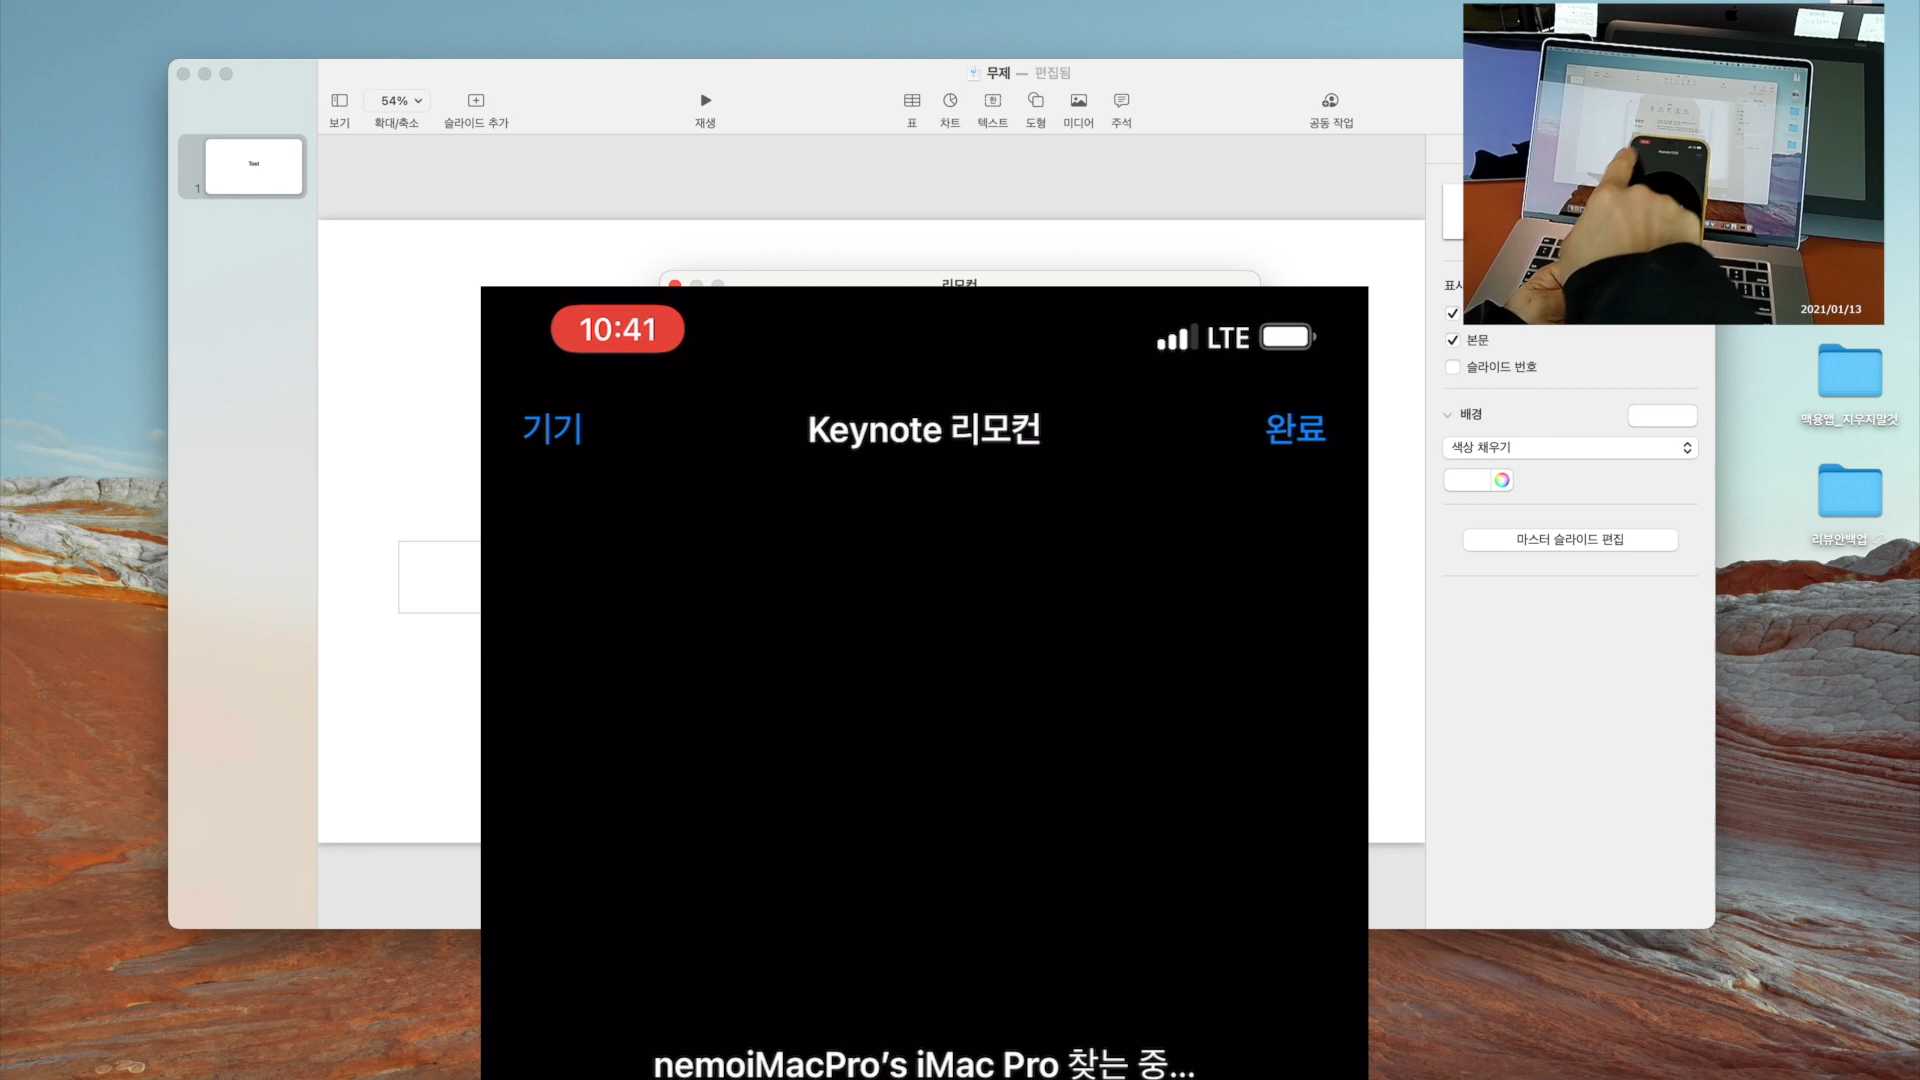 무제 — 편집됨
54%
보기
확대/축소
슬라이드 추가
재생
표
차트
텍스트
도형
미디어
주석
공동 작업
Test
1
리모컨
10:41
LTE
기기
Keynote 리모컨
완료
nemoiMacPro’s iMac Pro 찾는 중...
본문
슬라이드 번호
배경
색상 채우기
마스터 슬라이드 편집
2021/01/13
맥용앱_지우지말것
리뷰안백업